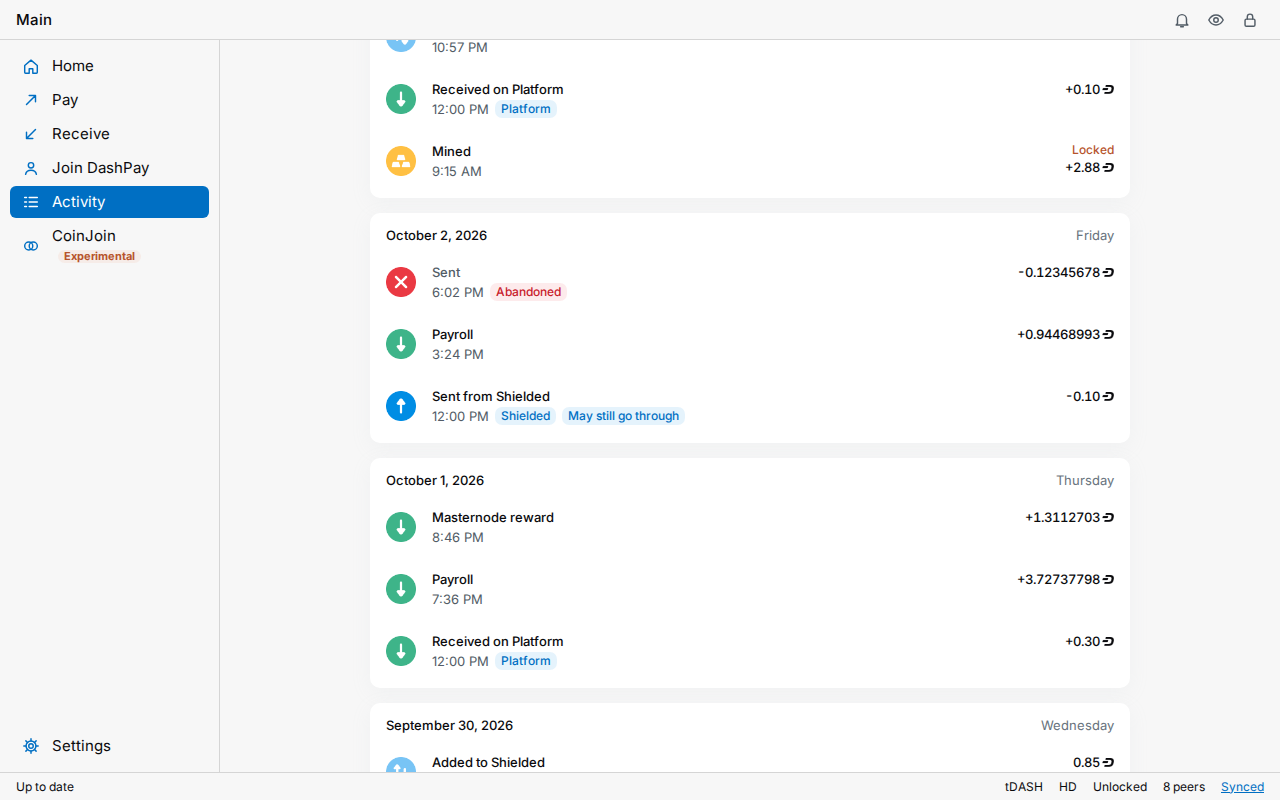 Main
Home
Pay
Receive
Join DashPay
Activity
CoinJoin
Experimental
Settings
10:57 PM
Received on Platform
+0.10
12:00 PM Platform
Mined
Locked
9:15 AM
+2.88
October 2, 2026 Friday
Sent
-0.12345678
6:02 PM Abandoned
Payroll
+0.94468993
3:24 PM
Sent from Shielded
-0.10
12:00 PM Shielded May still go through
October 1, 2026 Thursday
Masternode reward
+1.3112703
8:46 PM
Payroll
+3.72737798
7:36 PM
Received on Platform
+0.30
12:00 PM Platform
September 30, 2026 Wednesday
Added to Shielded
0.85
Up to date
tDASH HD Unlocked 8 peers Synced